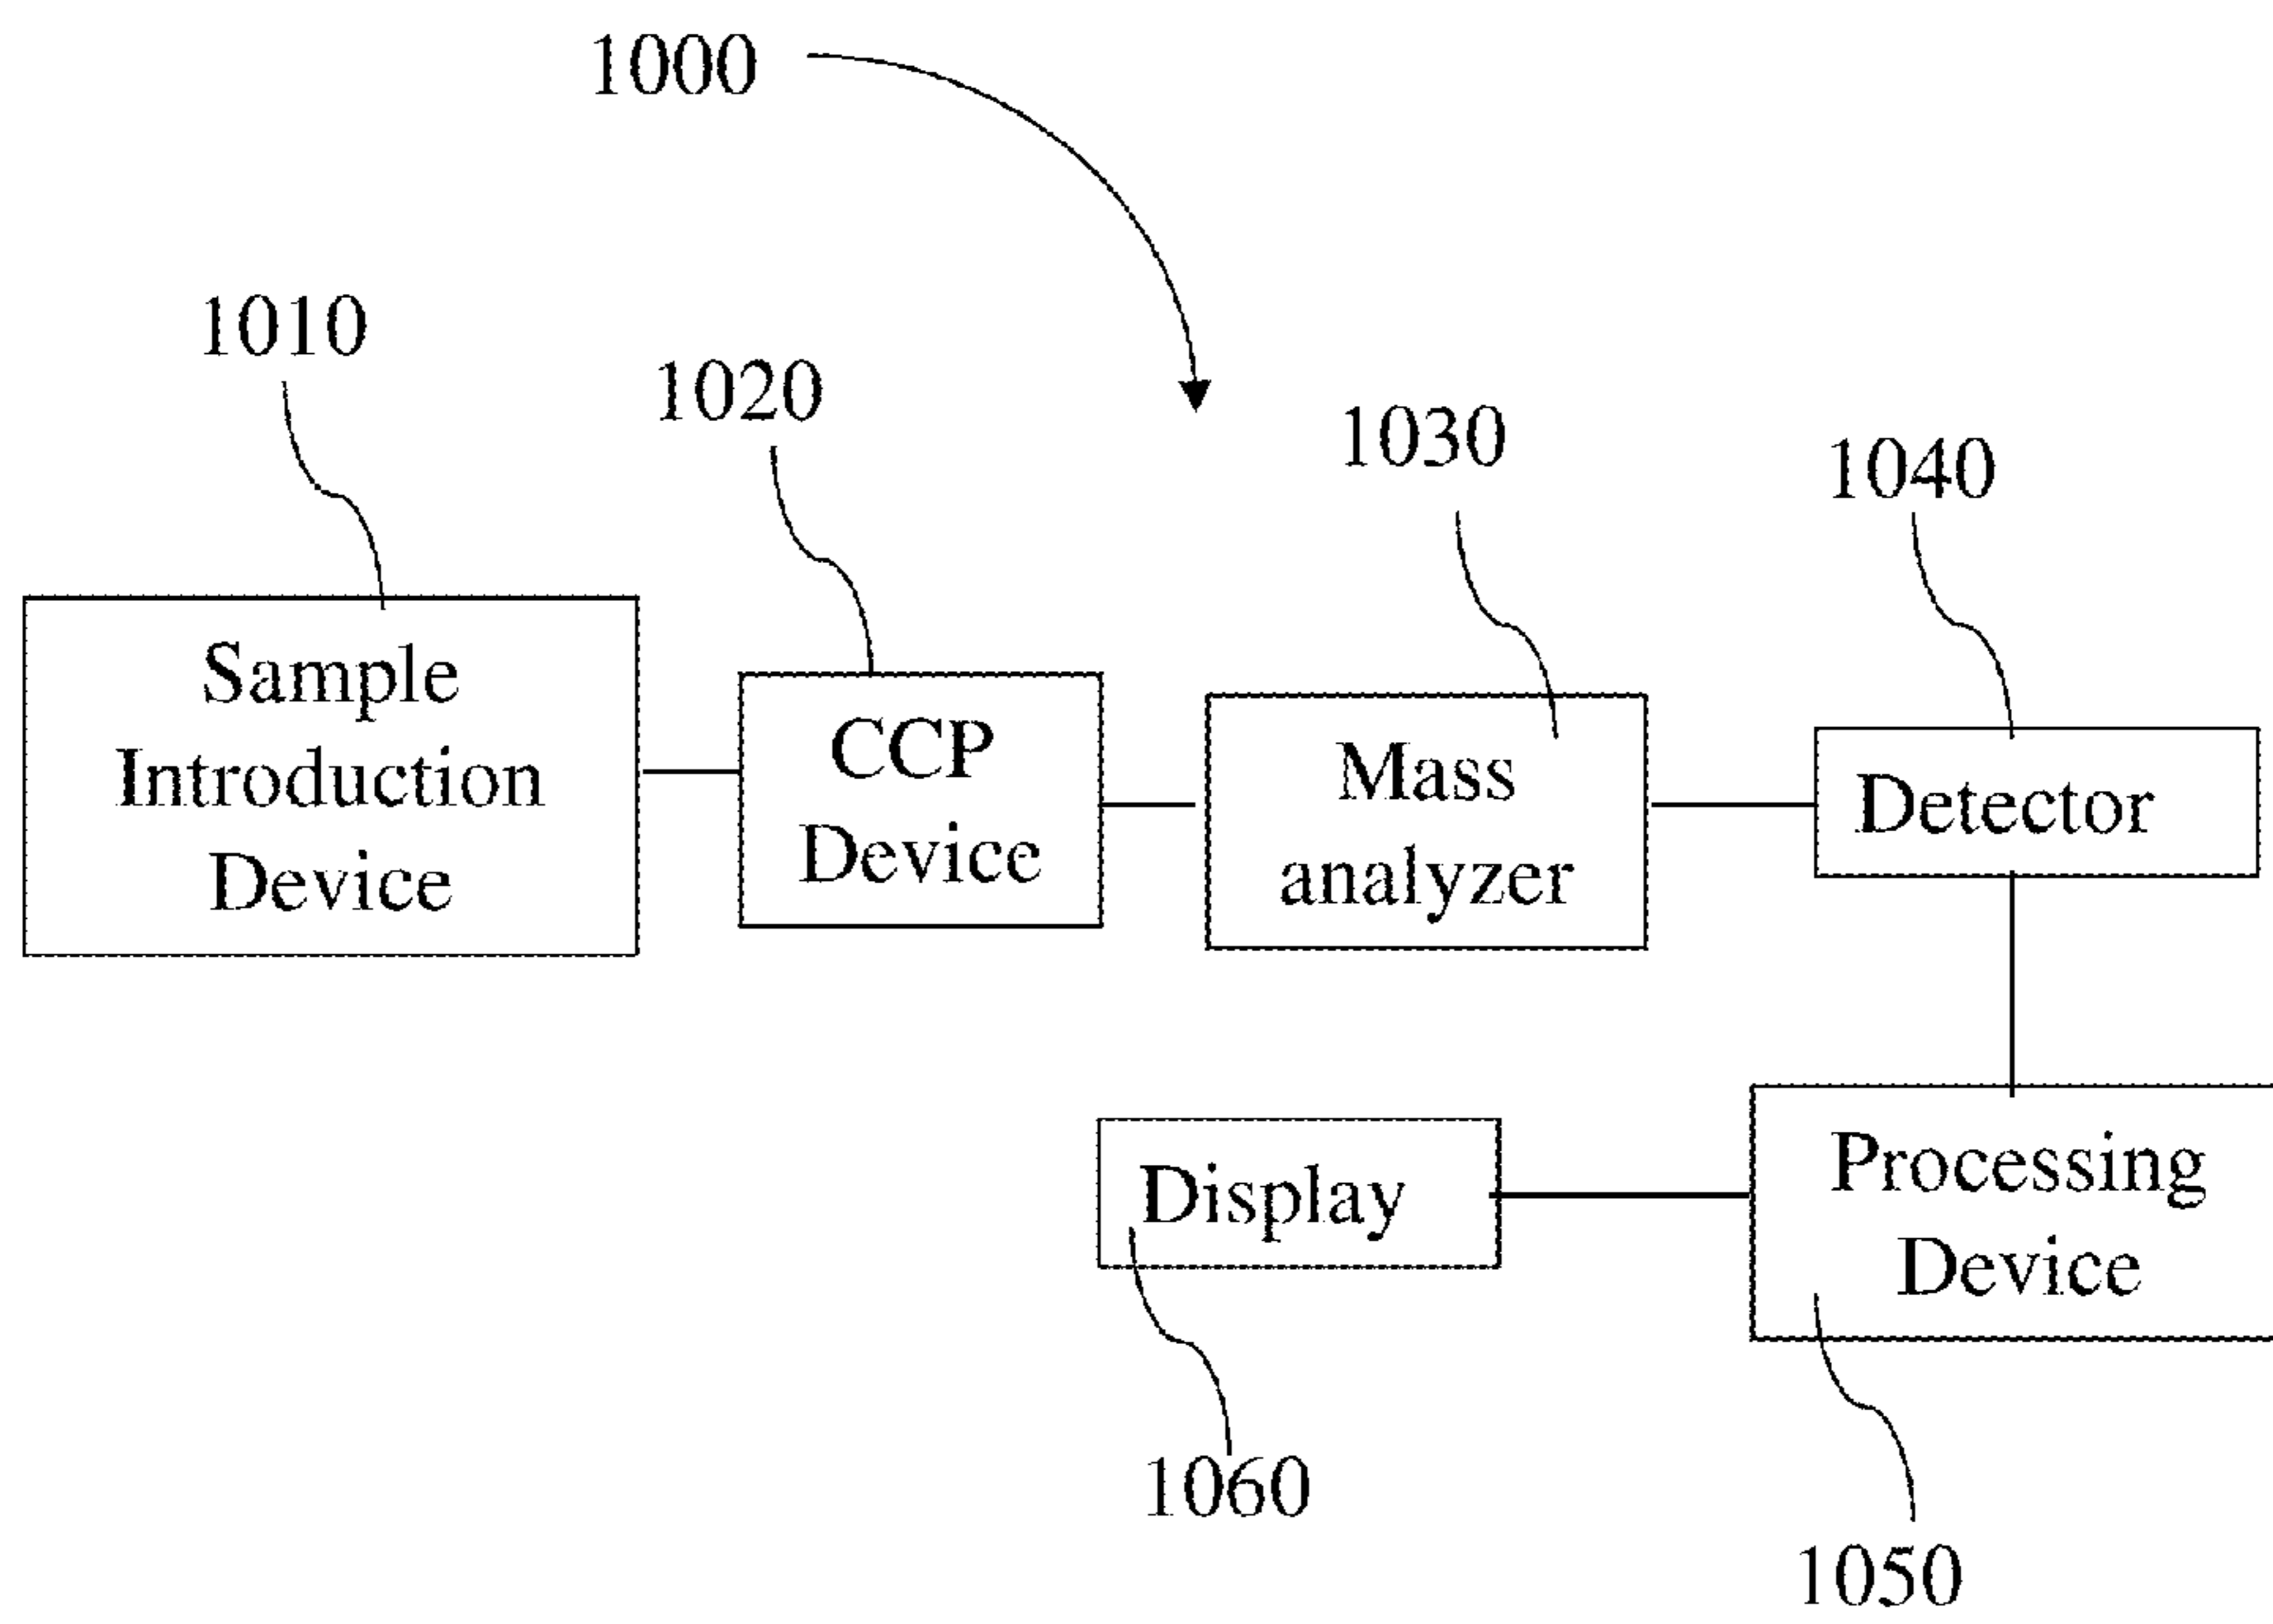 1000
1010
1020
1030
1040
Sample
Introduction
Device
CCP
Device
Mass
analyzer
Detector
Display
Processing
Device
1060
1050